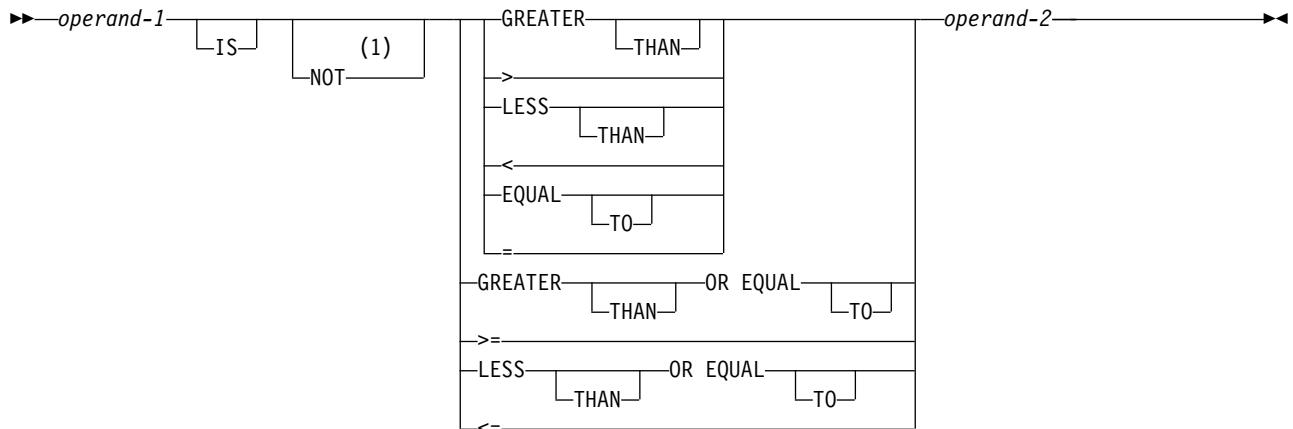 operand-1 IS NOT (1) GREATER THAN operand-2
>
LESS THAN
<
EQUAL TO
=
GREATER THAN OR EQUAL TO
>=
LESS THAN OR EQUAL TO
<=